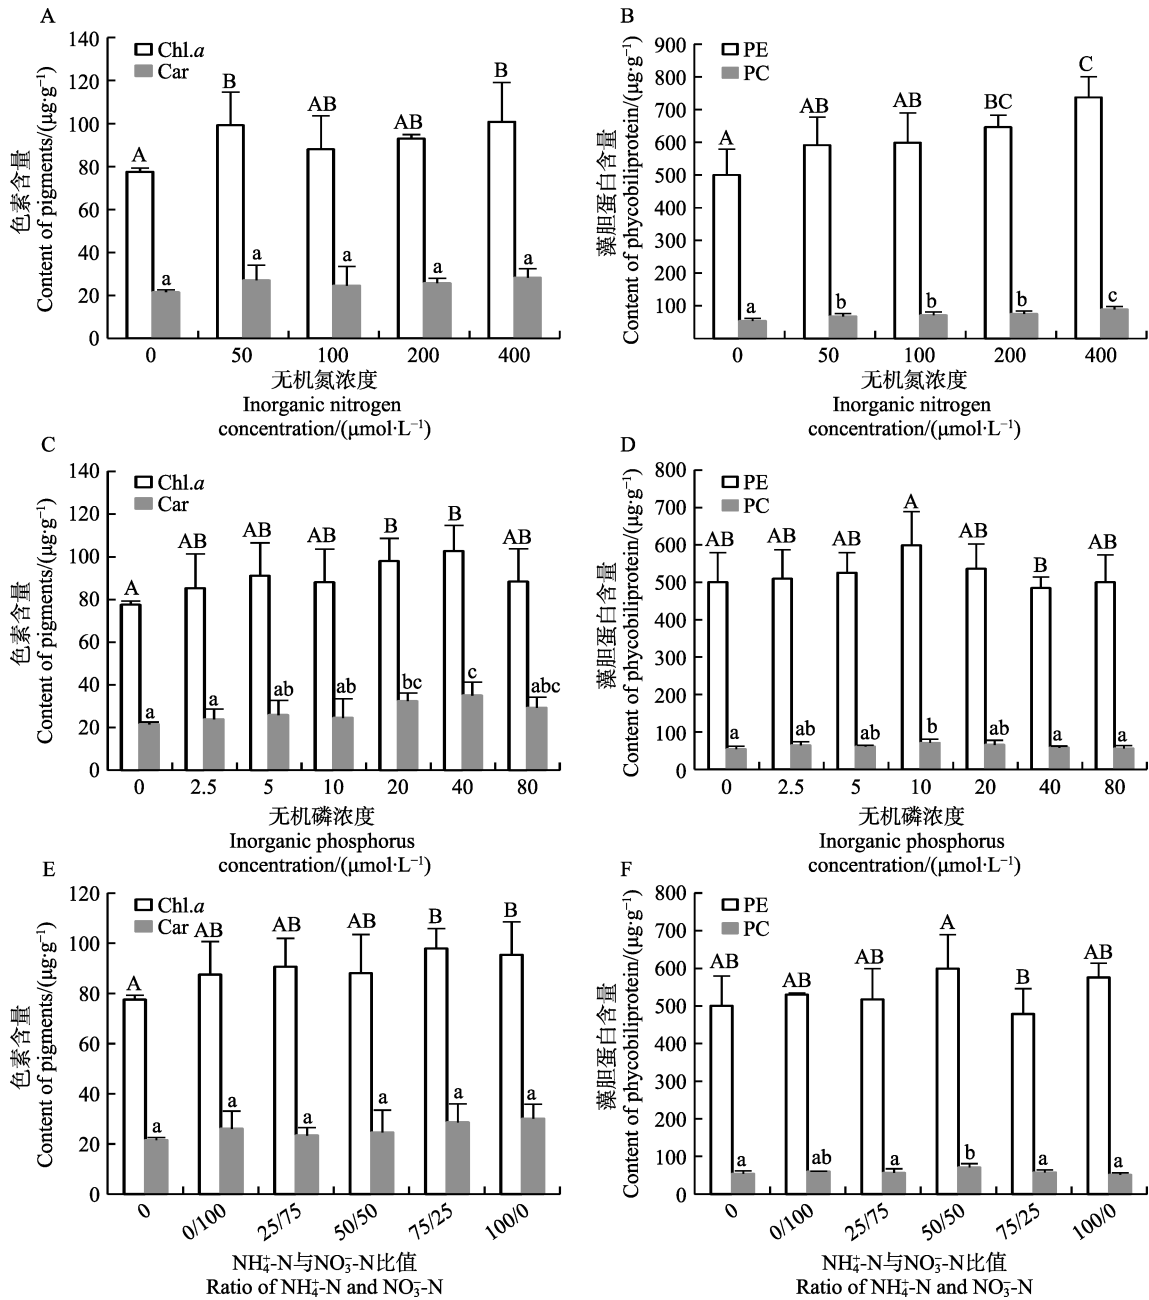 A
140
120
100
80
60
40
20
0
色素含量
Content of pigments/(μg·g⁻¹)
Chl.a
Car
A
B
AB
AB
B
a
a
a
a
a
0
50
100
200
400
无机氮浓度
Inorganic nitrogen
concentration/(μmol·L⁻¹)
B
900
800
700
600
500
400
300
200
100
藻胆蛋白含量
Content of phycobiliprotein/(μg·g⁻¹)
PE
PC
A
AB
AB
BC
C
a
b
b
b
c
0
50
100
200
400
无机氮浓度
Inorganic nitrogen
concentration/(μmol·L⁻¹)
C
140
120
100
80
60
40
20
0
色素含量
Content of pigments/(μg·g⁻¹)
Chl.a
Car
A
AB
AB
AB
B
B
AB
a
a
ab
ab
bc
c
abc
0
2.5
5
10
20
40
80
无机磷浓度
Inorganic phosphorus
concentration/(μmol·L⁻¹)
D
800
700
600
500
400
300
200
100
0
藻胆蛋白含量
Content of phycobiliprotein/(μg·g⁻¹)
PE
PC
AB
AB
AB
A
AB
B
AB
a
ab
ab
b
ab
a
a
0
2.5
5
10
20
40
80
无机磷浓度
Inorganic phosphorus
concentration/(μmol·L⁻¹)
E
120
100
80
60
40
20
0
色素含量
Content of pigments/(μg·g⁻¹)
Chl.a
Car
A
AB
AB
AB
B
B
a
a
a
a
a
a
0
0/100
25/75
50/50
75/25
100/0
NH₄⁺-N与NO₃⁻-N比值
Ratio of NH₄⁺-N and NO₃⁻-N
F
800
700
600
500
400
300
200
100
0
藻胆蛋白含量
Content of phycobiliprotein/(μg·g⁻¹)
PE
PC
AB
AB
AB
A
B
AB
a
ab
a
b
a
a
0
0/100
25/75
50/50
75/25
100/0
NH₄⁺-N与NO₃⁻-N比值
Ratio of NH₄⁺-N and NO₃⁻-N